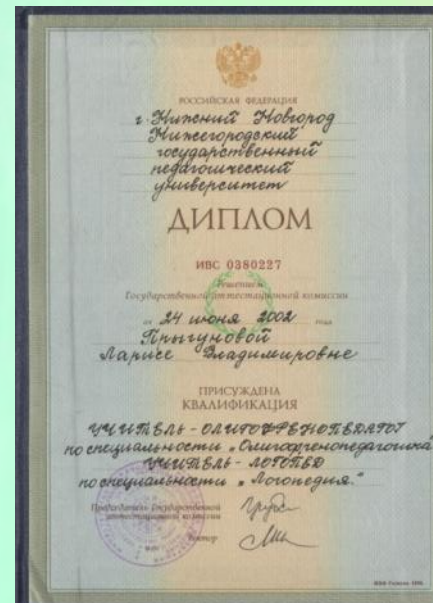 РОССИЙСКАЯ ФЕДЕРАЦИЯ
г. Нижний Новгород
Нижегородский
государственный
педагогический
университет
ДИПЛОМ
ИВС 0380227
Решением
Государственной аттестационной комиссии
от 24 июня 2002 года
Прыгуновой
Ларисе Владимировне
ПРИСУЖДЕНА
КВАЛИФИКАЦИЯ
УЧИТЕЛЬ - ОЛИГОФРЕНОПЕДАГОГ
по специальности „Олигофренопедагогика"
УЧИТЕЛЬ - ЛОГОПЕД
по специальности „Логопедия."
Председатель Государственной
аттестационной комиссии
Ректор